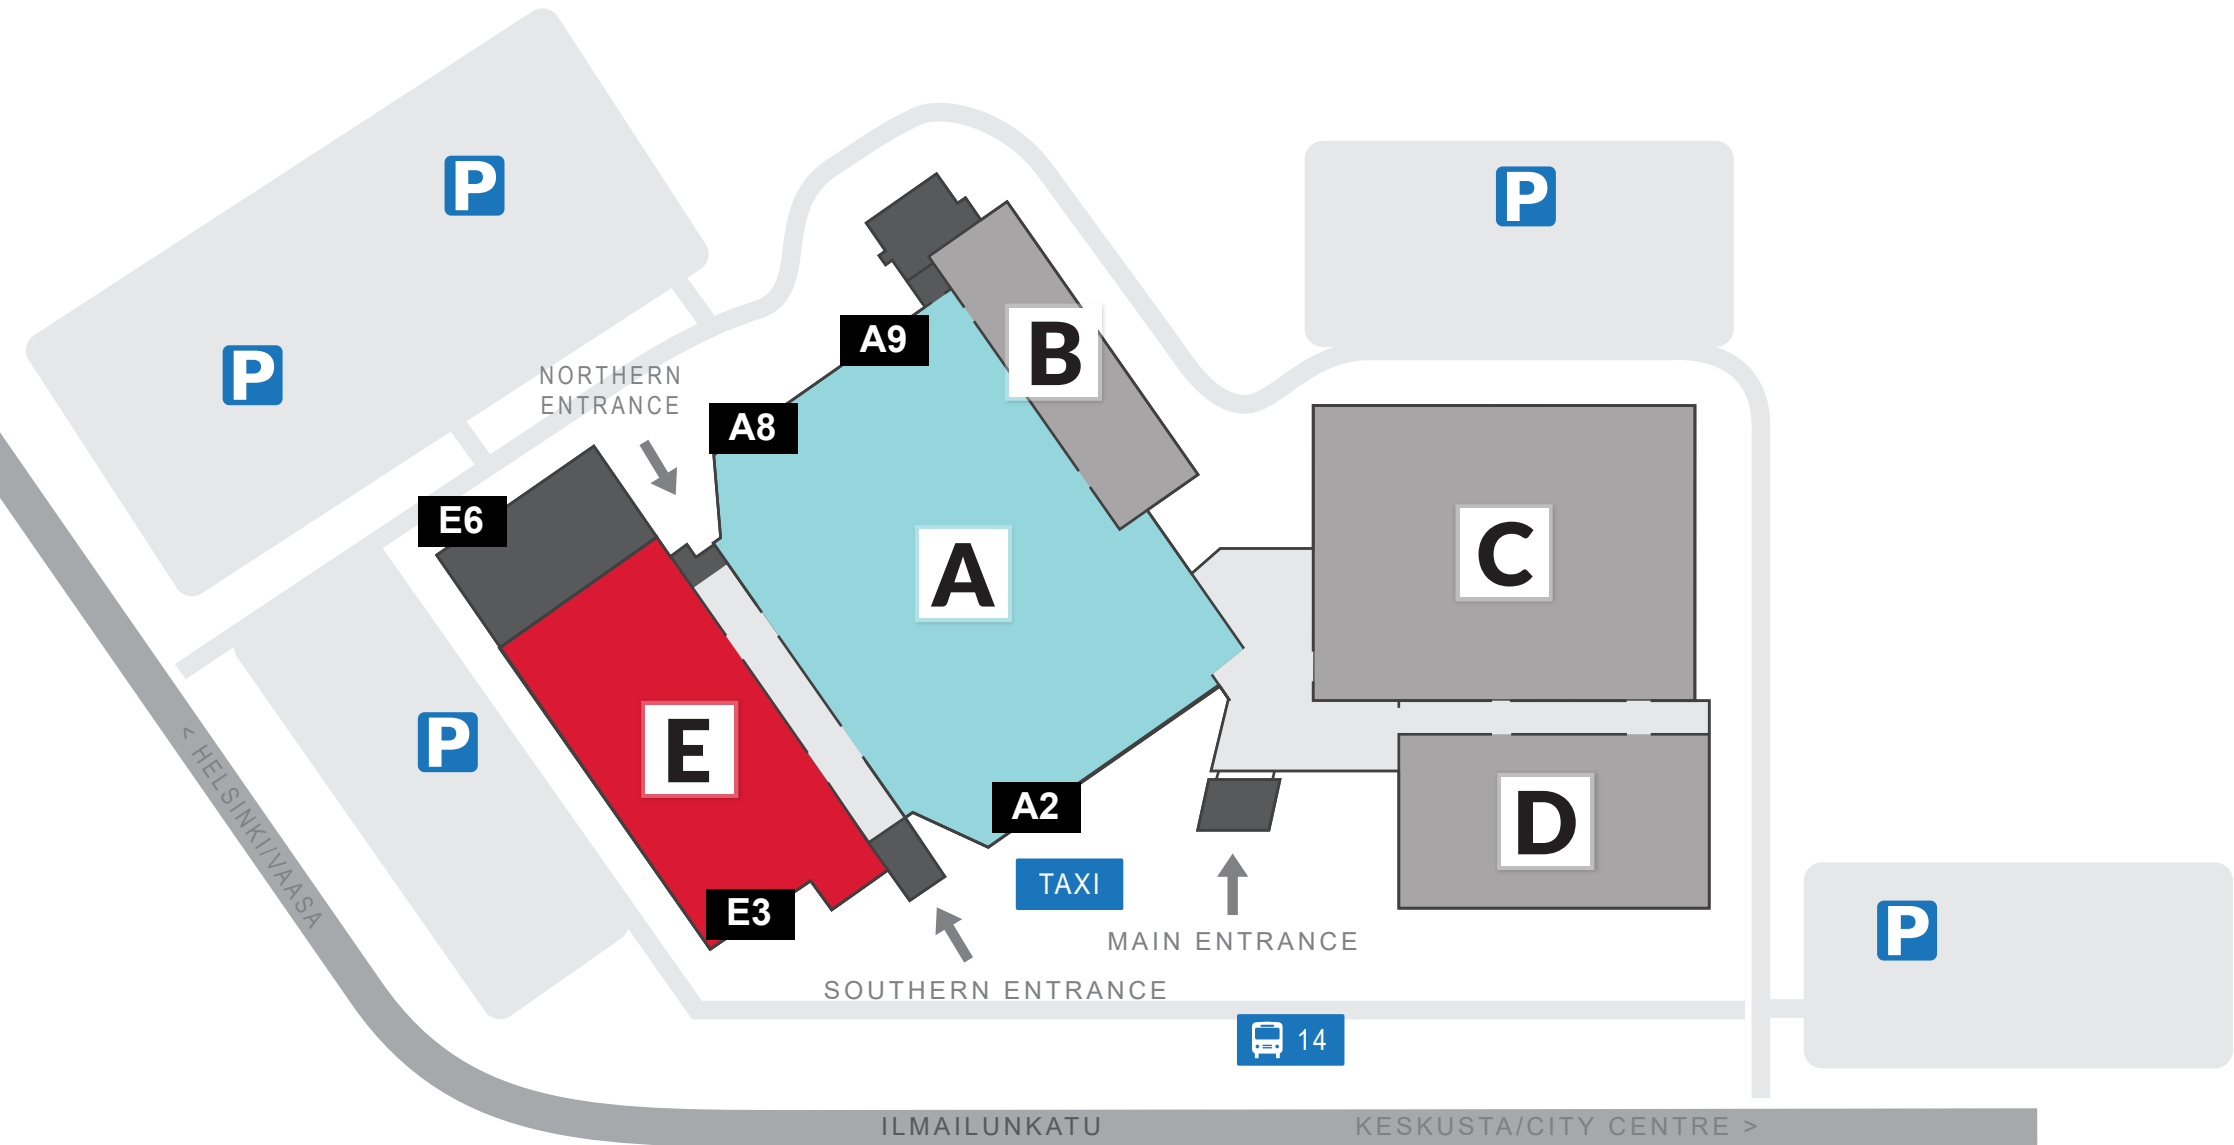 P
P
P
A9
B
NORTHERN
ENTRANCE
A8
E6
C
A
P
E
< HELSINKI/VAASA
A2
D
TAXI
E3
P
MAIN ENTRANCE
SOUTHERN ENTRANCE
14
ILMAILUNKATU
KESKUSTA/CITY CENTRE >